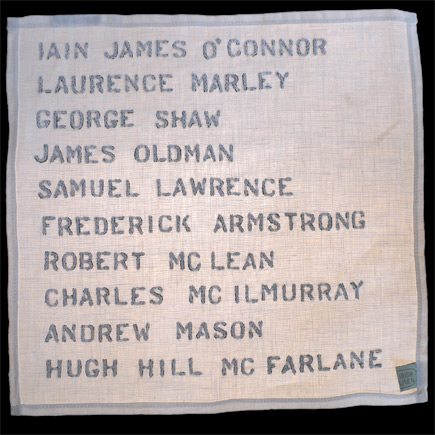 IAIN JAMES O'CONNOR
LAURENCE MARLEY
GEORGE SHAW
JAMES OLDMAN
SAMUEL LAWRENCE
FREDERICK ARMSTRONG
ROBERT MC LEAN
CHARLES MC ILMURRAY
ANDREW MASON
HUGH HILL MC FARLANE